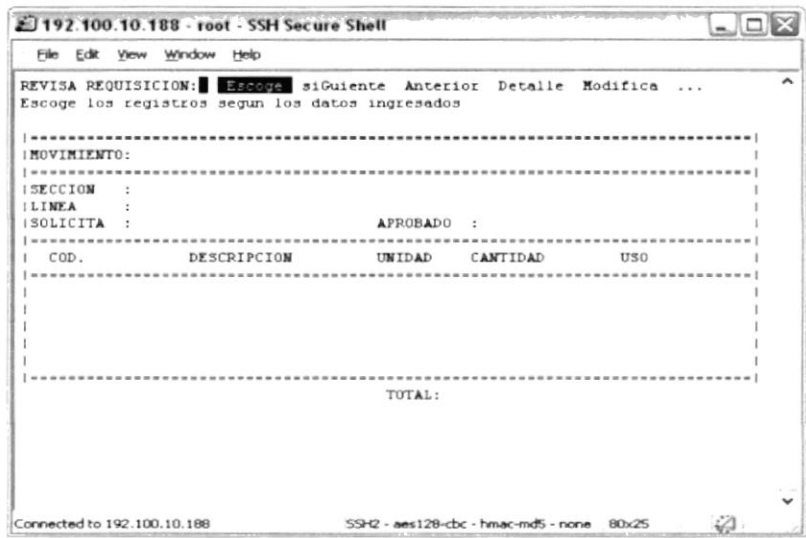 192.100.10.188 - root - SSH Secure Shell
File Edit View Window Help
REVISA REQUISICION: Escoge siGuiente Anterior Detalle Modifica ...
Escoge los registros segun los datos ingresados
MOVIMIENTO:
SECCION :
LINEA :
SOLICITA : APROBADO :
COD. DESCRIPCION UNIDAD CANTIDAD USO
TOTAL:
Connected to 192.100.10.188 SSH2 - aes128-cbc - hmac-md5 - none 80x25